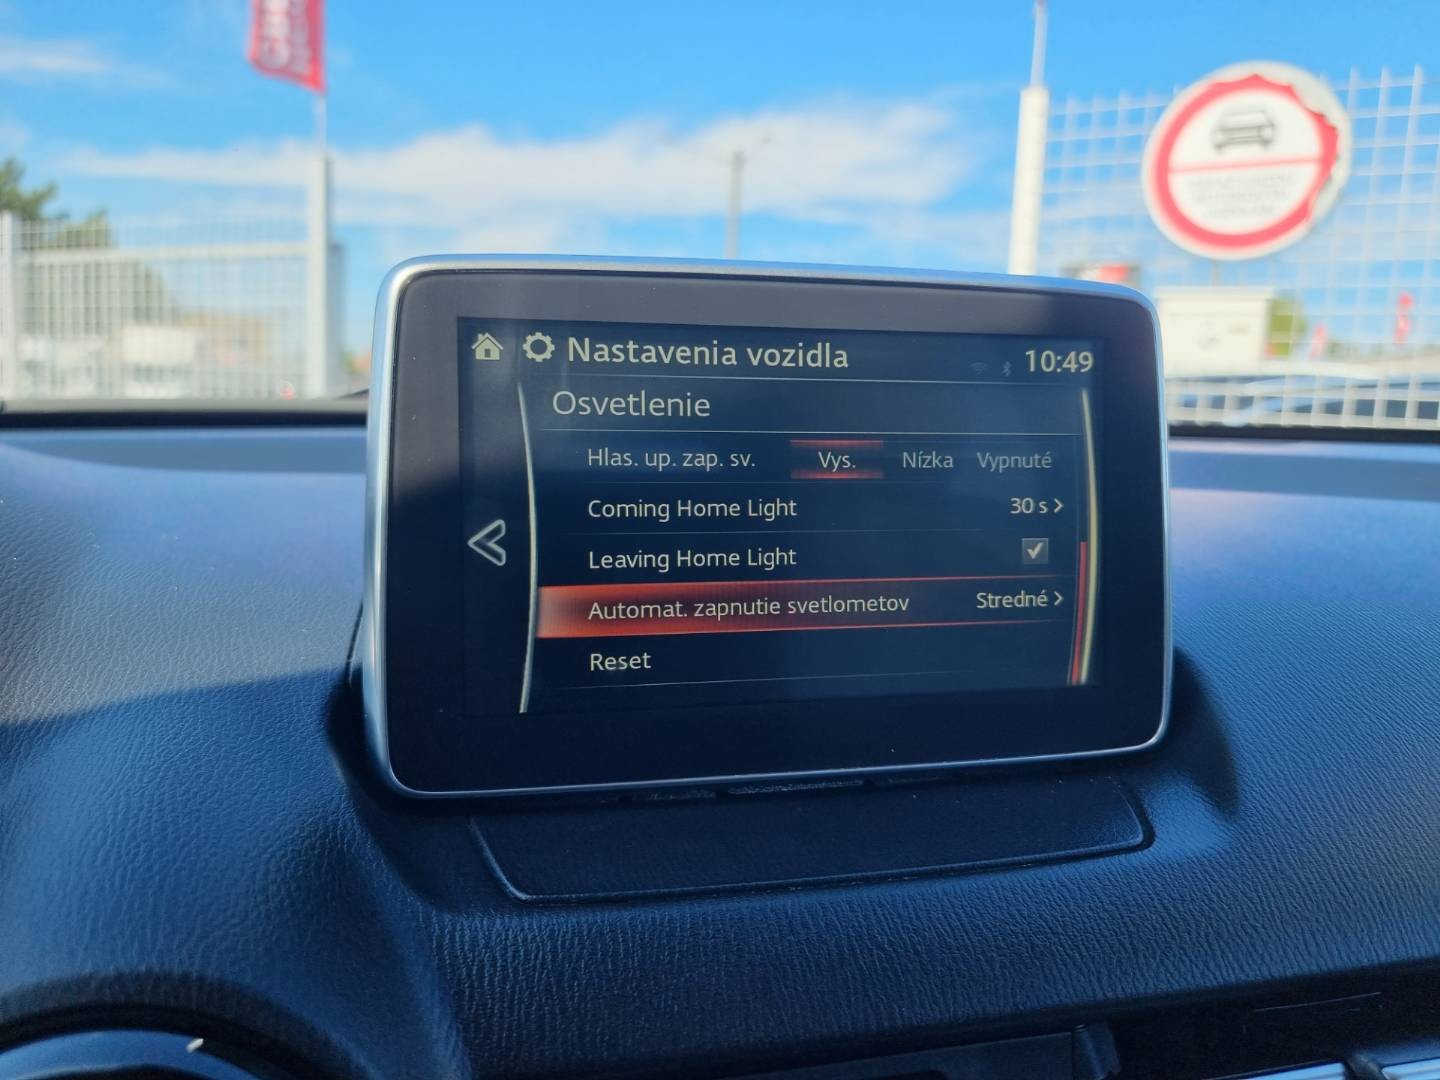 Nastavenia vozidla 10:49
Osvetlenie
Hlas. up. zap. sv. Vys. Nízka Vypnuté
Coming Home Light 30 s
Leaving Home Light
Automat. zapnutie svetlometov Stredné
Reset